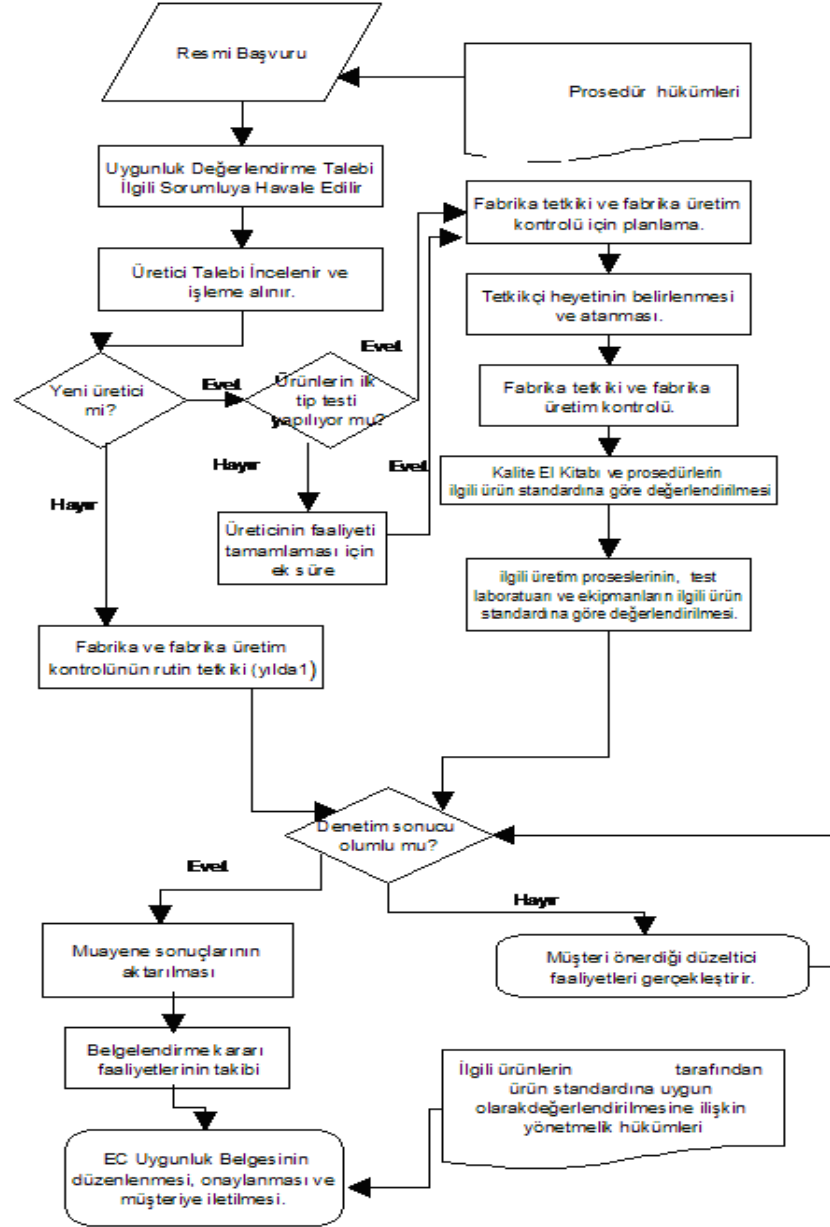 Resmi Başvuru
Prosedür hükümleri
Uygunluk Değerlendirme Talebi
İlgili Sorumluya Havale Edilir
Fabrika tetkiki ve fabrika üretim
kontrolü için planlama.
Üretici Talebi İncelenir ve
işleme alınır.
Tetkikçi heyetinin belirlenmesi
ve atanması.
Evet
Yeni üretici
mi?
Evet
Ürünlerin ilk
tip testi
yapılıyor mu?
Fabrika tetkiki ve fabrika
üretim kontrolü.
Hayır
Evet
Hayır
Kalite El Kitabı ve prosedürlerin
ilgili ürün standardına göre değerlendirilmesi
Üreticinin faaliyeti
tamamlaması için
ek süre
ilgili üretim proseslerinin, test
laboratuarı ve ekipmanların ilgili ürün
standardına göre değerlendirilmesi.
Fabrika ve fabrika üretim
kontrolünün rutin tetkiki (yılda1)
Denetim sonucu
olumlu mu?
Evet
Hayır
Muayene sonuçlarının
aktarılması
Müşteri önerdiği düzeltici
faaliyetleri gerçekleştirir.
Belgelendirme kararı
faaliyetlerinin takibi
İlgili ürünlerin tarafından
ürün standardına uygun
olarakdeğerlendirilmesine ilişkin
yönetmelik hükümleri
EC Uygunluk Belgesinin
düzenlenmesi, onaylanması ve
müşteriye iletilmesi.